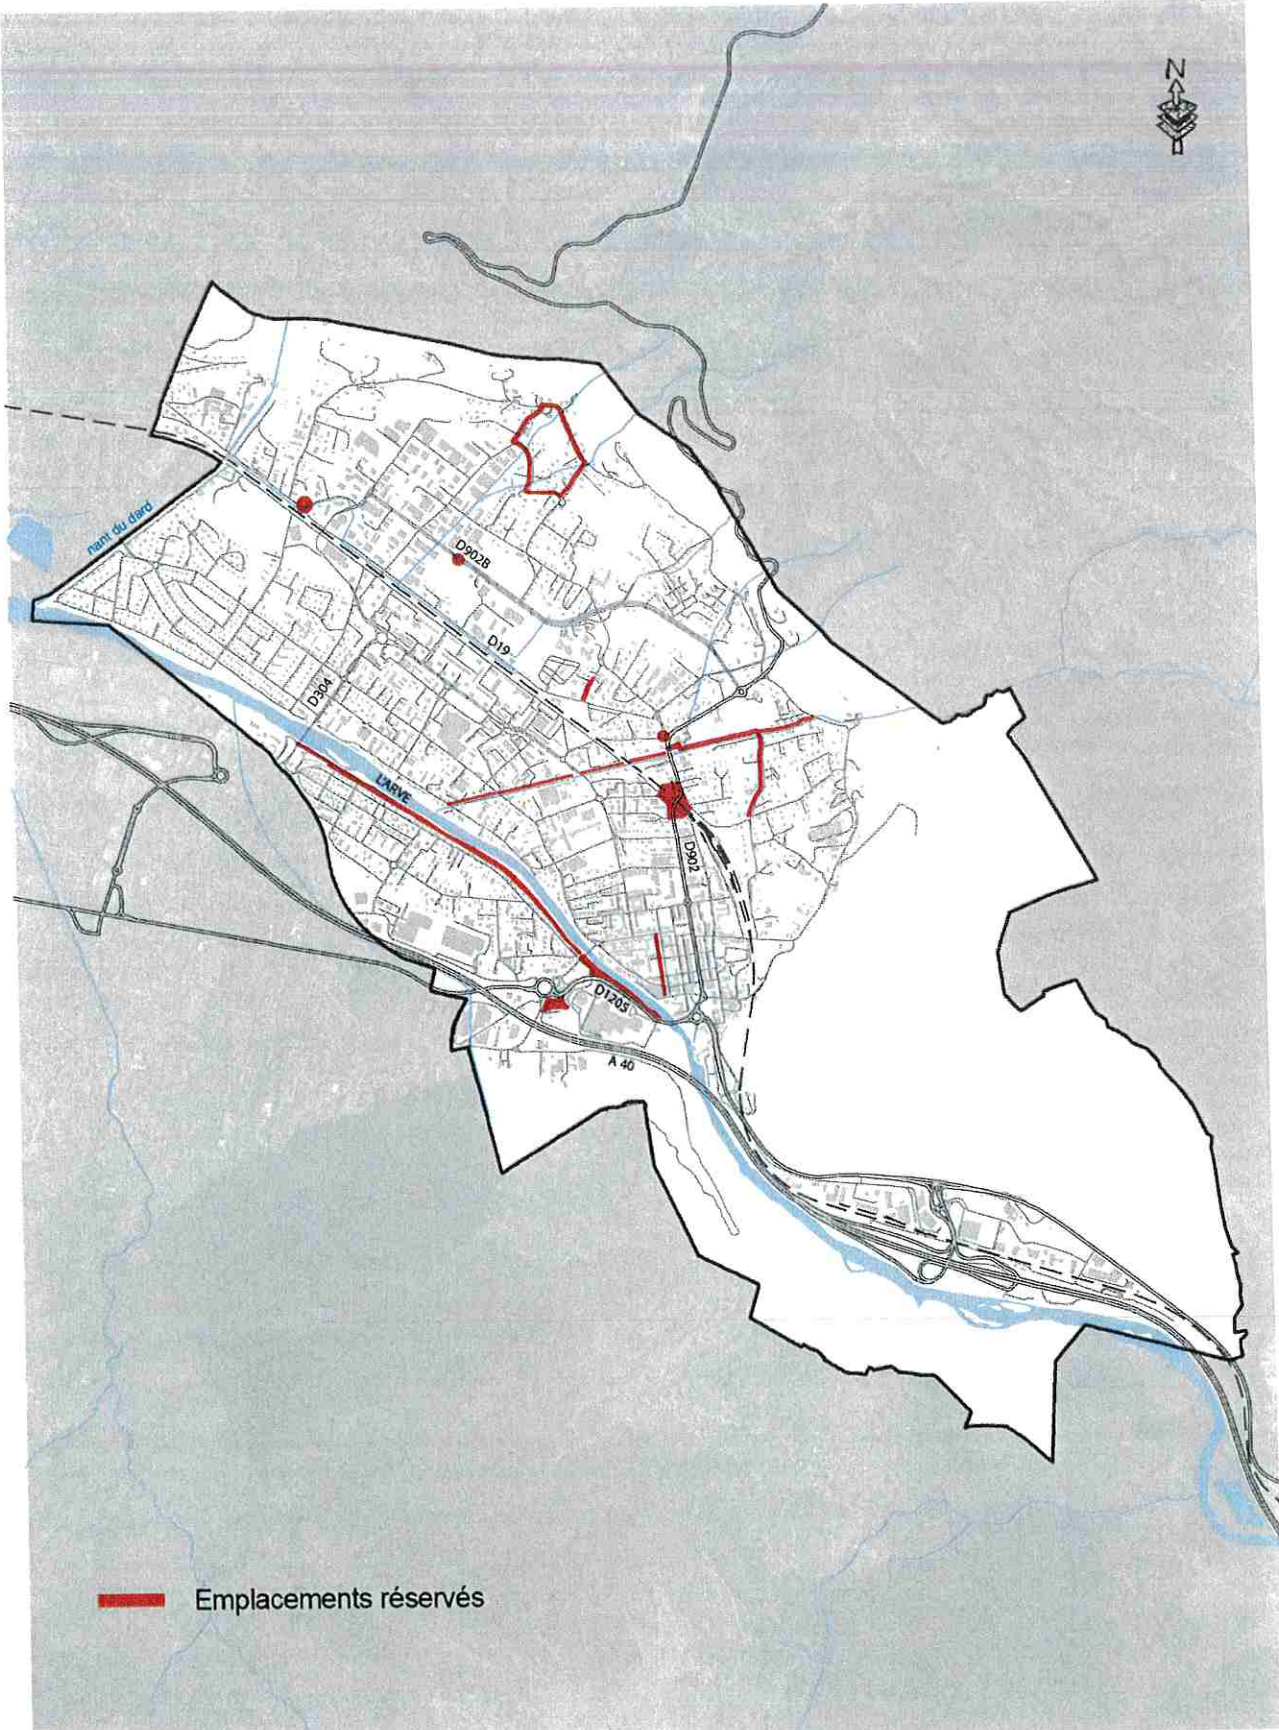 N
nant du dard
D902B
D19
D304
L'ARVE
D902
D1205
A 40
Emplacements réservés